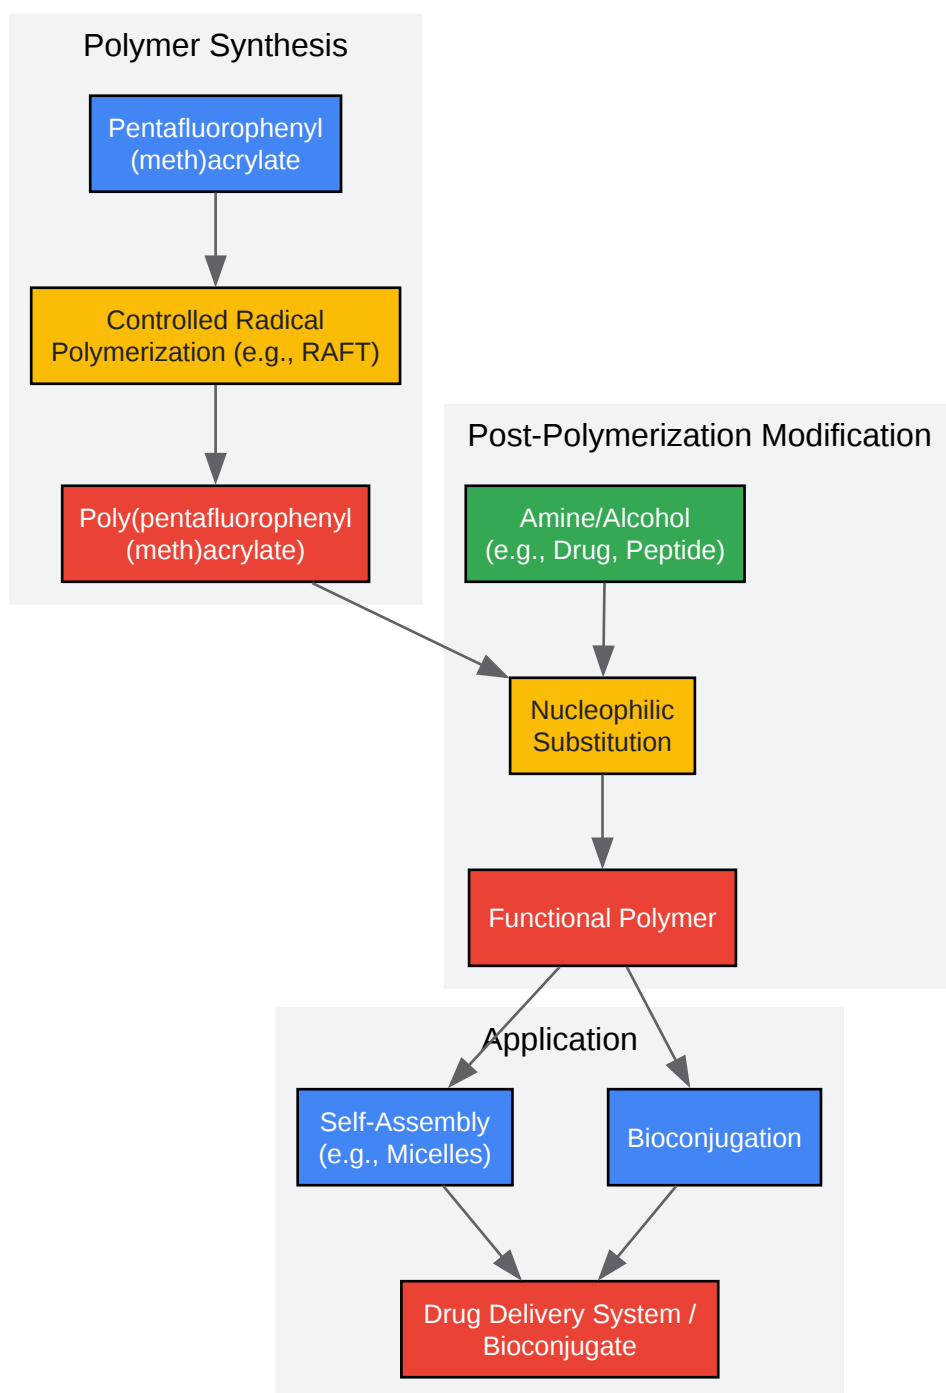 Polymer Synthesis
Pentafluorophenyl
(meth)acrylate
Controlled Radical
Polymerization (e.g., RAFT)
Poly(pentafluorophenyl
(meth)acrylate)
Post-Polymerization Modification
Amine/Alcohol
(e.g., Drug, Peptide)
Nucleophilic
Substitution
Functional Polymer
Application
Self-Assembly
(e.g., Micelles)
Bioconjugation
Drug Delivery System /
Bioconjugate